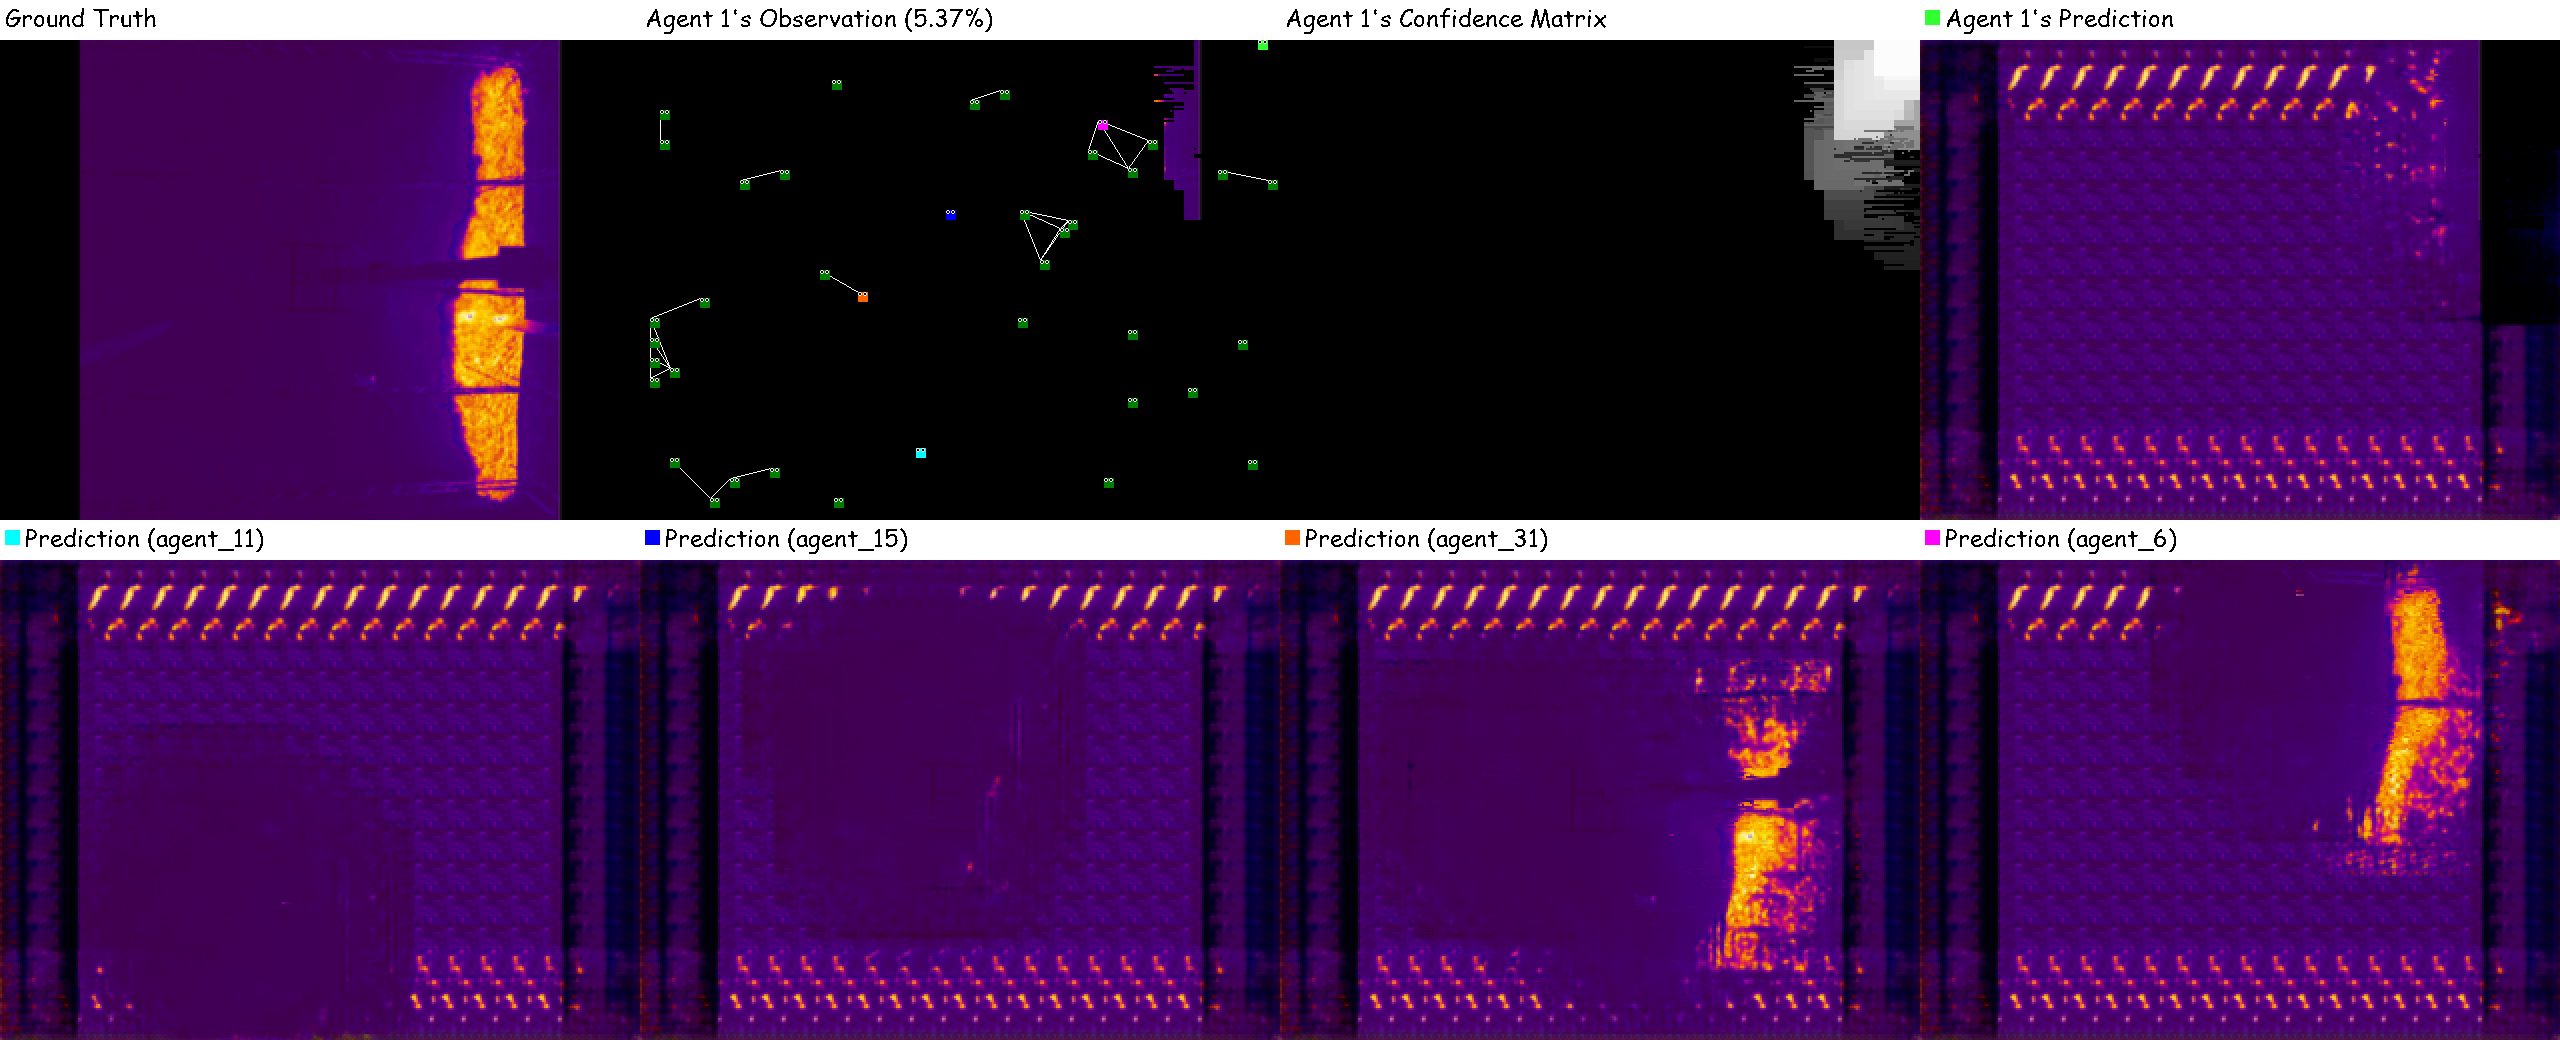 Ground Truth
Agent 1's Observation (5.37%)
Agent 1's Confidence Matrix
Agent 1's Prediction
Prediction (agent_11)
Prediction (agent_15)
Prediction (agent_31)
Prediction (agent_6)